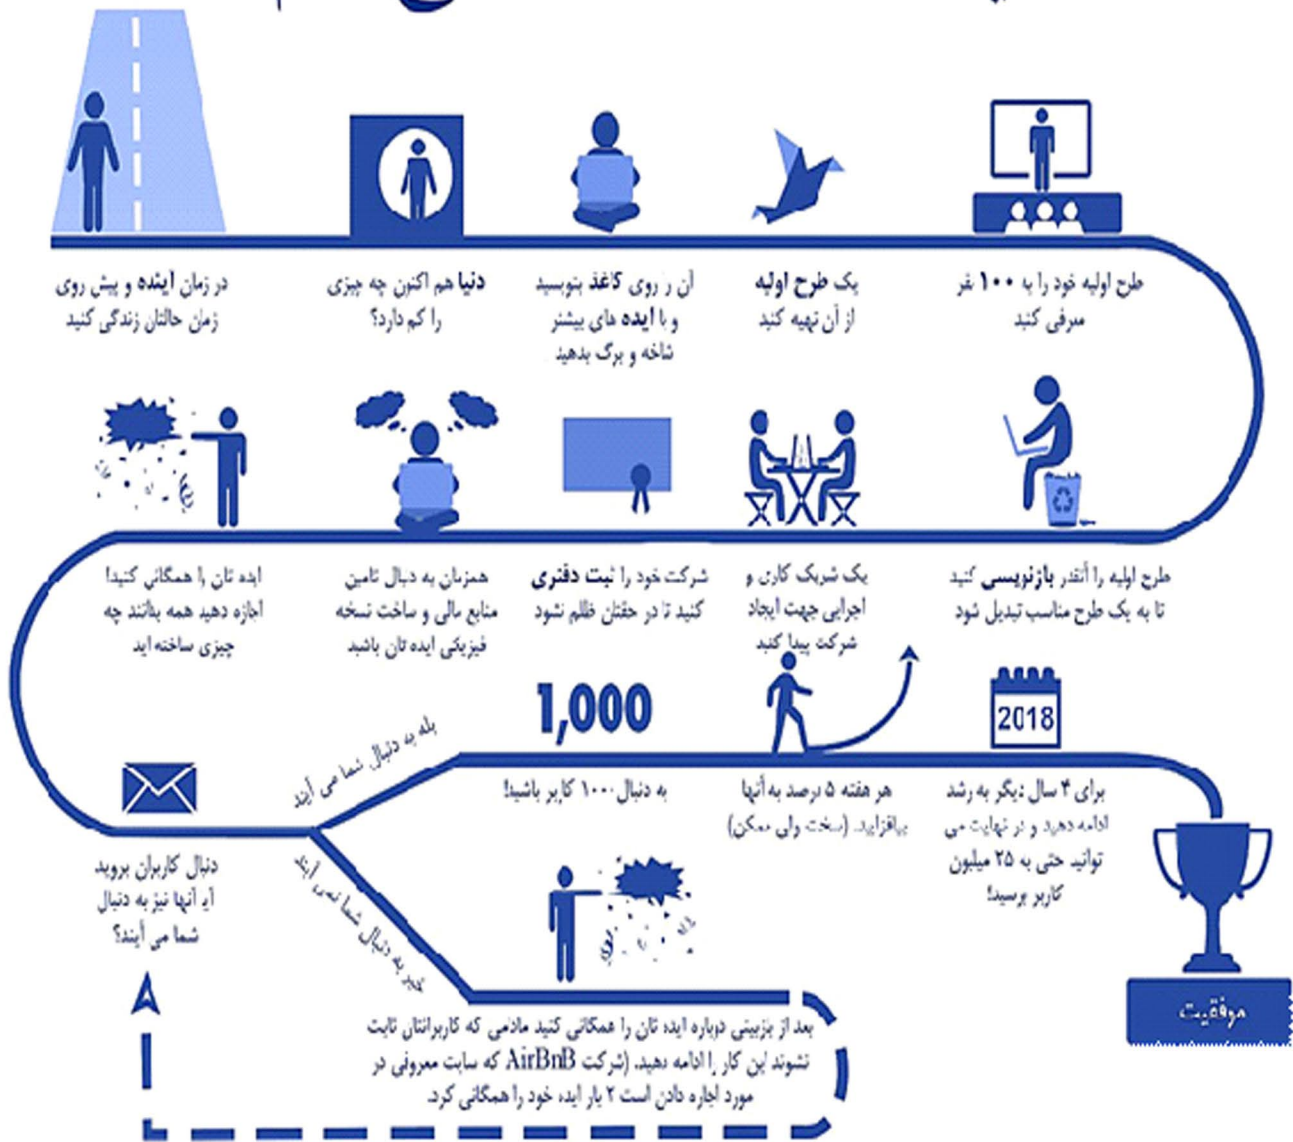 در زمان آینده و پیش روی
زمان حالتان زندگی کنید
دنیا هم اکنون چه چیزی
را کم دارد؟
آن را روی کاغذ بنویسید
و با ایده های بیشتر
شاخه و برگ بدهید
یک طرح اولیه
از آن تهیه کنید
طرح اولیه خود را به ۱۰۰ نفر
معرفی کنید
طرح اولیه را آنقدر بازنویسی کنید
تا به یک طرح مناسب تبدیل شود
یک شریک کاری و
اجرایی جهت ایجاد
شرکت پیدا کنید
شرکت خود را ثبت دفتری
کنید تا در حقتان ظلم نشود
همزمان به دنبال تامین
منابع مالی و ساخت نسخه
فیزیکی ایده تان باشید
ایده تان را همگانی کنید!
اجازه دهید همه بدانند چه
چیزی ساخته اید
دنبال کاربران بروید
آیا آنها نیز به دنبال
شما می آیند؟
بله به دنبال شما می آیند
1,000
به دنبال ۱۰۰۰ کاربر باشید!
هر هفته ۵ درصد به آنها
بیافزایید. (سخت ولی ممکن)
2018
برای ۴ سال دیگر به رشد
ادامه دهید و در نهایت می
توانید حتی به ۲۵ میلیون
کاربر برسید!
موفقیت
خیر به دنبال شما نمی آیند
بعد از بازبینی دوباره ایده تان را همگانی کنید مادامی که کاربرانتان ثابت
نشوند این کار را ادامه دهید. (شرکت AirBnB که سایت معروفی در
مورد اجاره دادن است ۲ بار ایده خود را همگانی کرد.